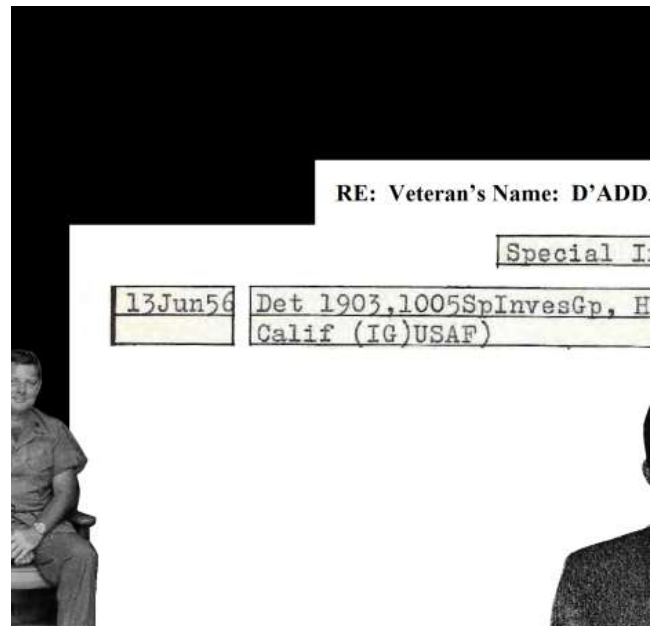 RE: Veteran's Name: D'ADD
Special
13Jun56 Det 1903,1005SpInvesGp,
Calif (IG)USAF)